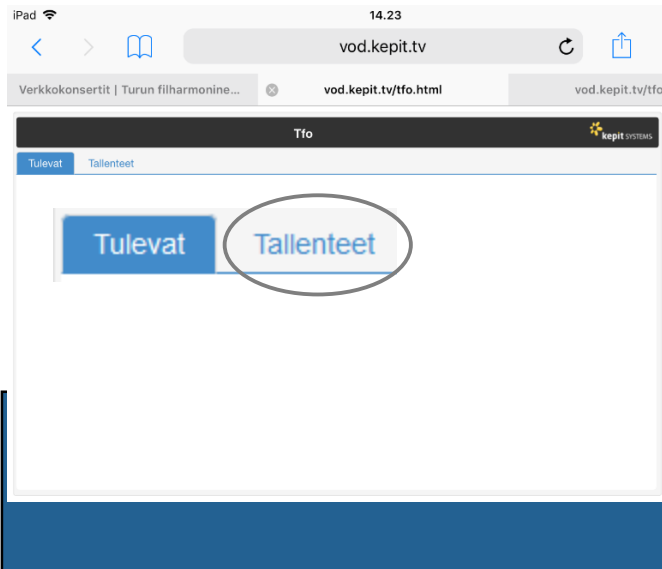 iPad 14.23
vod.kepit.tv
Verkkokonsertit | Turun filharmonine... vod.kepit.tv/tfo.html vod.kepit.tv/tfo
Tfo kepit SYSTEMS
Tulevat Tallenteet
Tulevat Tallenteet